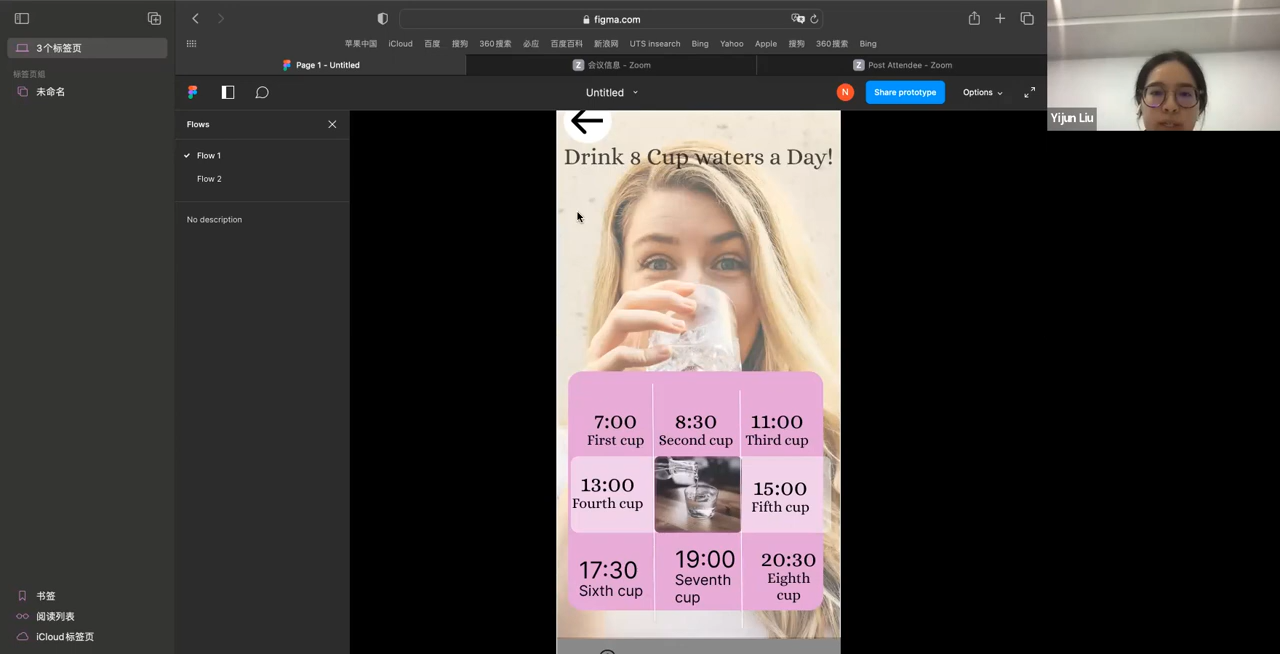 figma.com
3个标签页
标签页组
未命名
苹果中国 iCloud 百度 搜狗 360搜索 必应 百度百科 新浪网 UTS insearch Bing Yahoo Apple 搜狗 360搜索 Bing
Page 1 - Untitled
Z 会议信息 - Zoom
Z Post Attendee - Zoom
Untitled
N
Share prototype
Options
Yijun Liu
Flows
Flow 1
Flow 2
No description
Drink 8 Cup waters a Day!
7:00
First cup
8:30
Second cup
11:00
Third cup
13:00
Fourth cup
15:00
Fifth cup
17:30
Sixth cup
19:00
Seventh
cup
20:30
Eighth
cup
书签
阅读列表
iCloud标签页